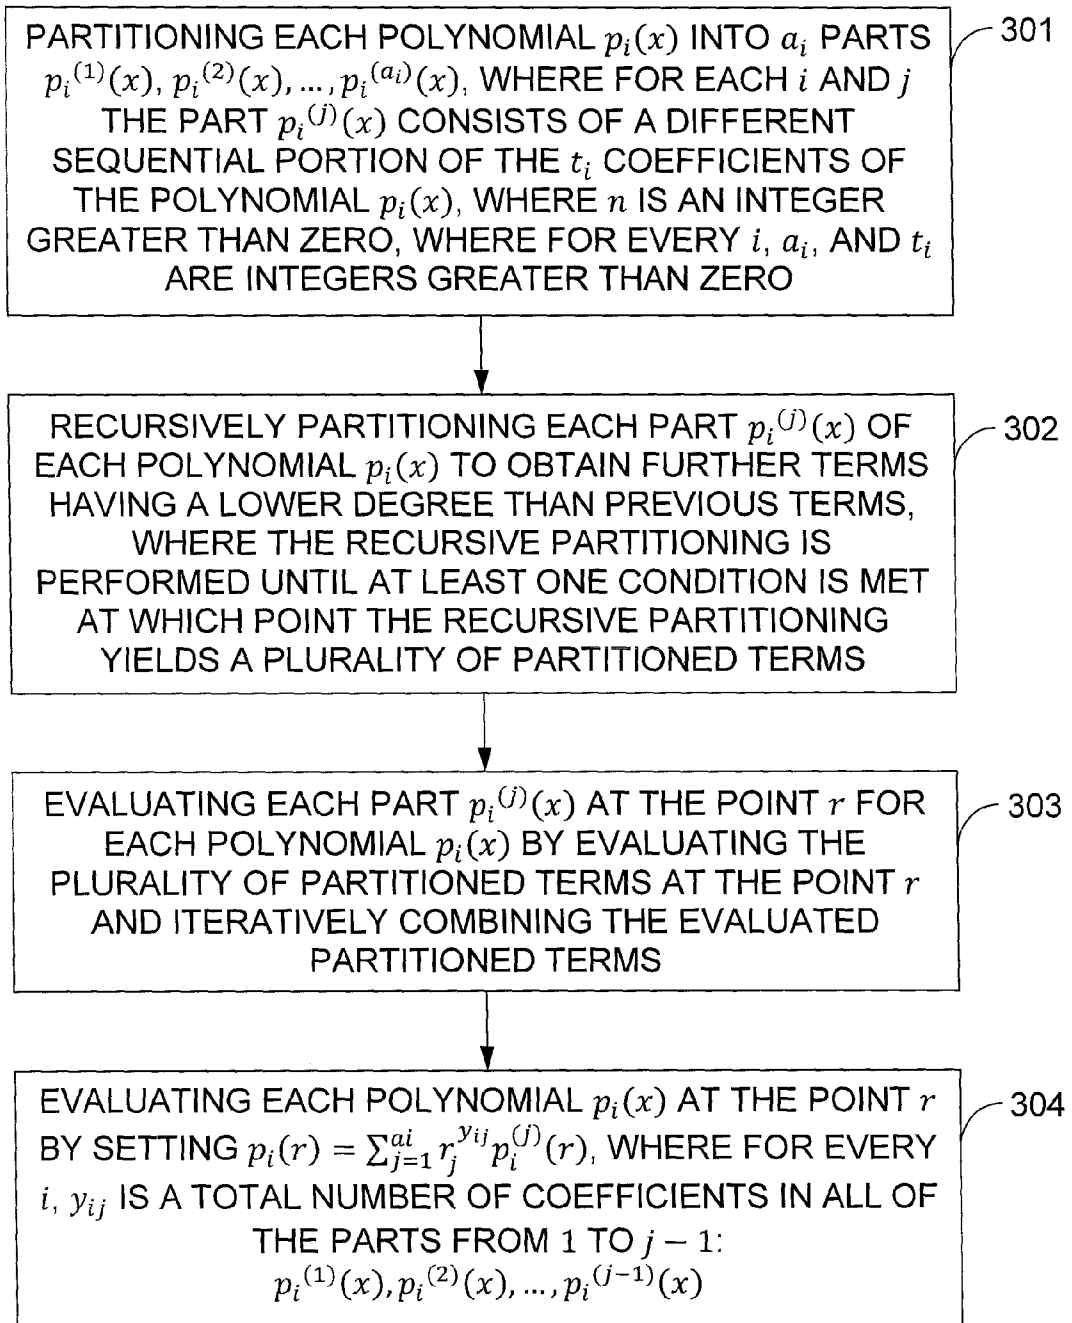 PARTITIONING EACH POLYNOMIAL p_i(x) INTO a_i PARTS
p_i^{(1)}(x), p_i^{(2)}(x), ..., p_i^{(a_i)}(x), WHERE FOR EACH i AND j
THE PART p_i^{(j)}(x) CONSISTS OF A DIFFERENT
SEQUENTIAL PORTION OF THE t_i COEFFICIENTS OF
THE POLYNOMIAL p_i(x), WHERE n IS AN INTEGER
GREATER THAN ZERO, WHERE FOR EVERY i, a_i, AND t_i
ARE INTEGERS GREATER THAN ZERO
301
RECURSIVELY PARTITIONING EACH PART p_i^{(j)}(x) OF
EACH POLYNOMIAL p_i(x) TO OBTAIN FURTHER TERMS
HAVING A LOWER DEGREE THAN PREVIOUS TERMS,
WHERE THE RECURSIVE PARTITIONING IS
PERFORMED UNTIL AT LEAST ONE CONDITION IS MET
AT WHICH POINT THE RECURSIVE PARTITIONING
YIELDS A PLURALITY OF PARTITIONED TERMS
302
EVALUATING EACH PART p_i^{(j)}(x) AT THE POINT r FOR
EACH POLYNOMIAL p_i(x) BY EVALUATING THE
PLURALITY OF PARTITIONED TERMS AT THE POINT r
AND ITERATIVELY COMBINING THE EVALUATED
PARTITIONED TERMS
303
EVALUATING EACH POLYNOMIAL p_i(x) AT THE POINT r
BY SETTING p_i(r) = \sum_{j=1}^{ai} r_j^{y_{ij}} p_i^{(j)}(r), WHERE FOR EVERY
i, y_{ij} IS A TOTAL NUMBER OF COEFFICIENTS IN ALL OF
THE PARTS FROM 1 TO j − 1:
p_i^{(1)}(x), p_i^{(2)}(x), ..., p_i^{(j−1)}(x)
304